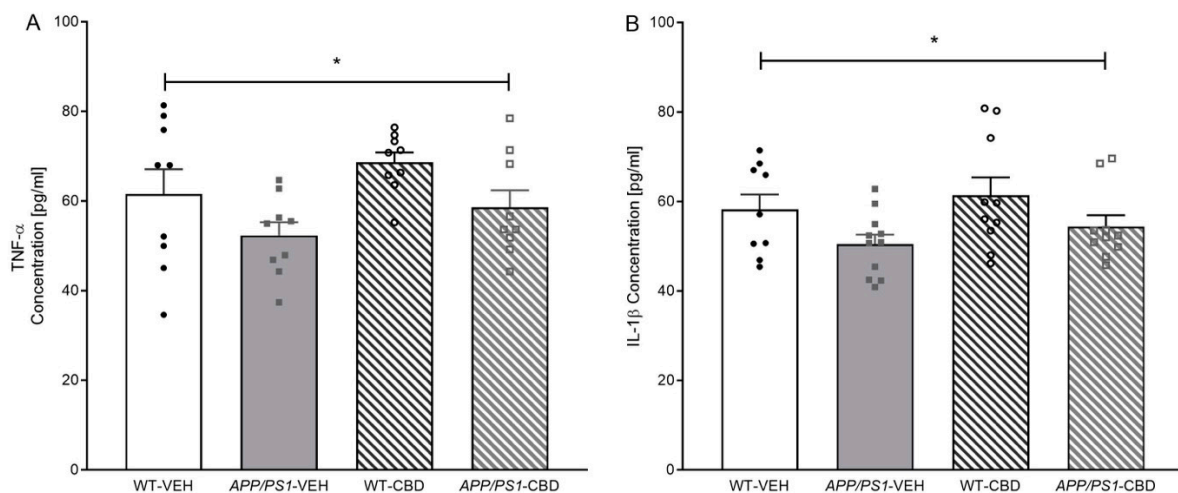 A
100
80
60
40
20
0
TNF-α
Concentration [pg/ml]
*
WT-VEH
APP/PS1-VEH
WT-CBD
APP/PS1-CBD
B
100
80
60
40
20
0
IL-1β Concentration [pg/ml]
*
WT-VEH
APP/PS1-VEH
WT-CBD
APP/PS1-CBD